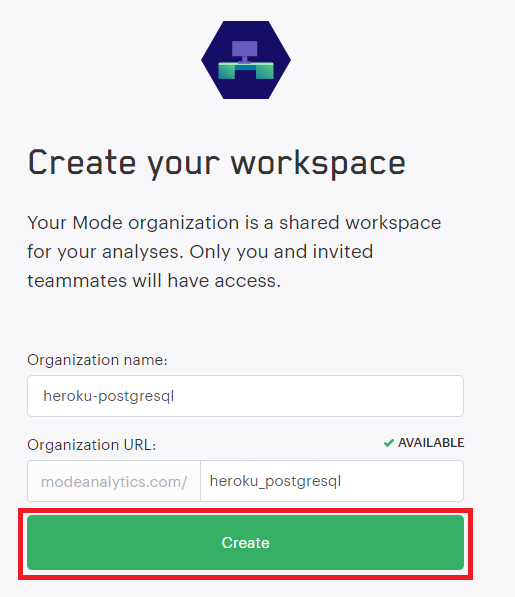 Create your workspace
Your Mode organization is a shared workspace
for your analyses. Only you and invited
teammates will have access.
Organization name:
heroku-postgresql
Organization URL:
AVAILABLE
modeanalytics.com/
heroku_postgresql
Create